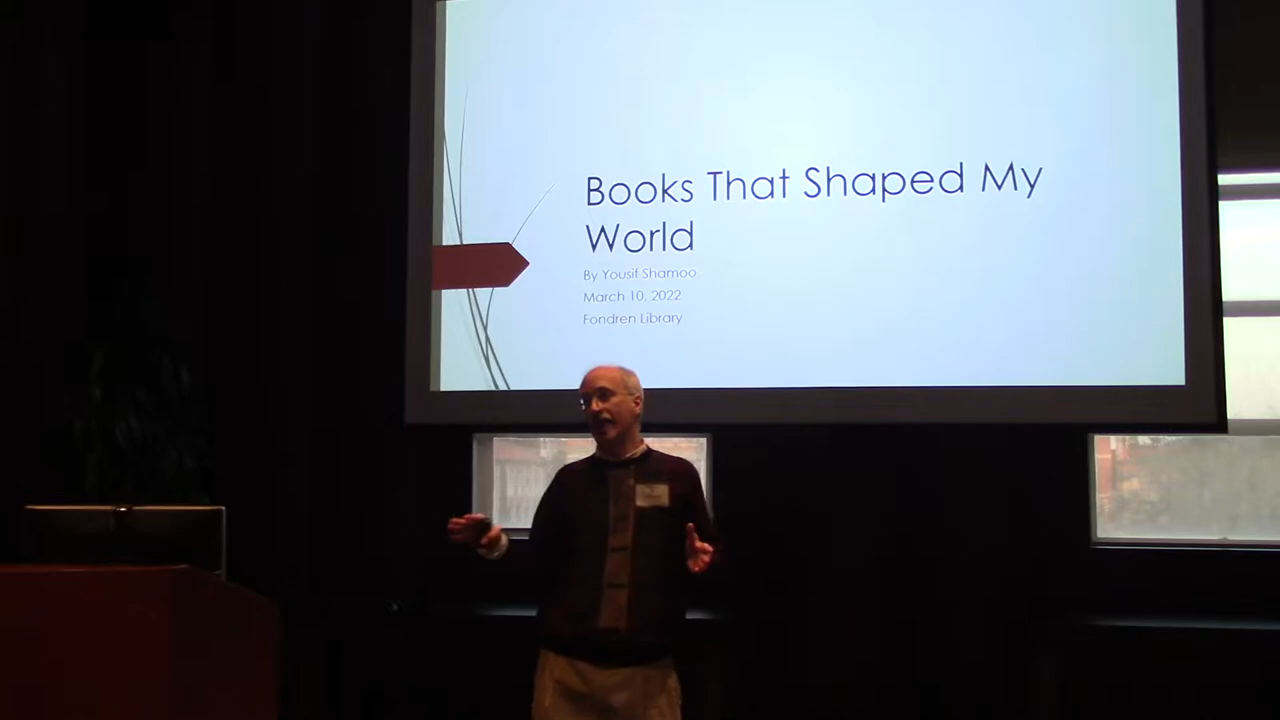 Books That Shaped My
World
By Yousif Shamoo
March 10, 2022
Fondren Library